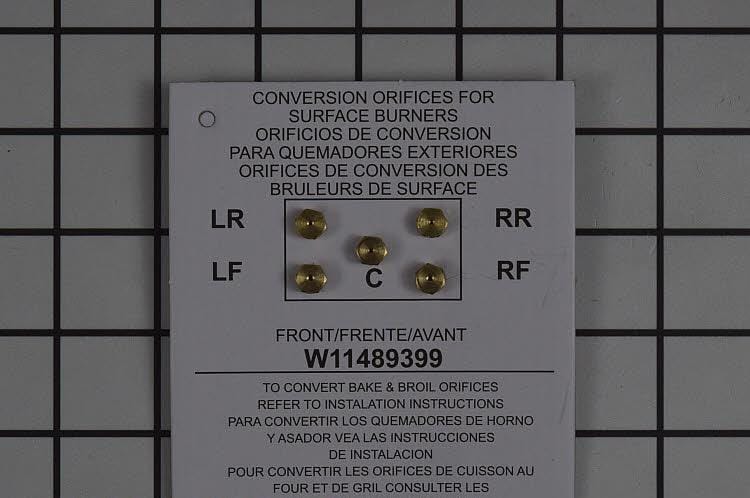 CONVERSION ORIFICES FOR
SURFACE BURNERS
ORIFICIOS DE CONVERSION
PARA QUEMADORES EXTERIORES
ORIFICES DE CONVERSION DES
BRULEURS DE SURFACE
LR RR
LF C RF
FRONT/FRENTE/AVANT
W11489399
TO CONVERT BAKE & BROIL ORIFICES
REFER TO INSTALATION INSTRUCTIONS
PARA CONVERTIR LOS QUEMADORES DE HORNO
Y ASADOR VEA LAS INSTRUCCIONES
DE INSTALACION
POUR CONVERTIR LES ORIFICES DE CUISSON AU
FOUR ET DE GRIL CONSULTER LES